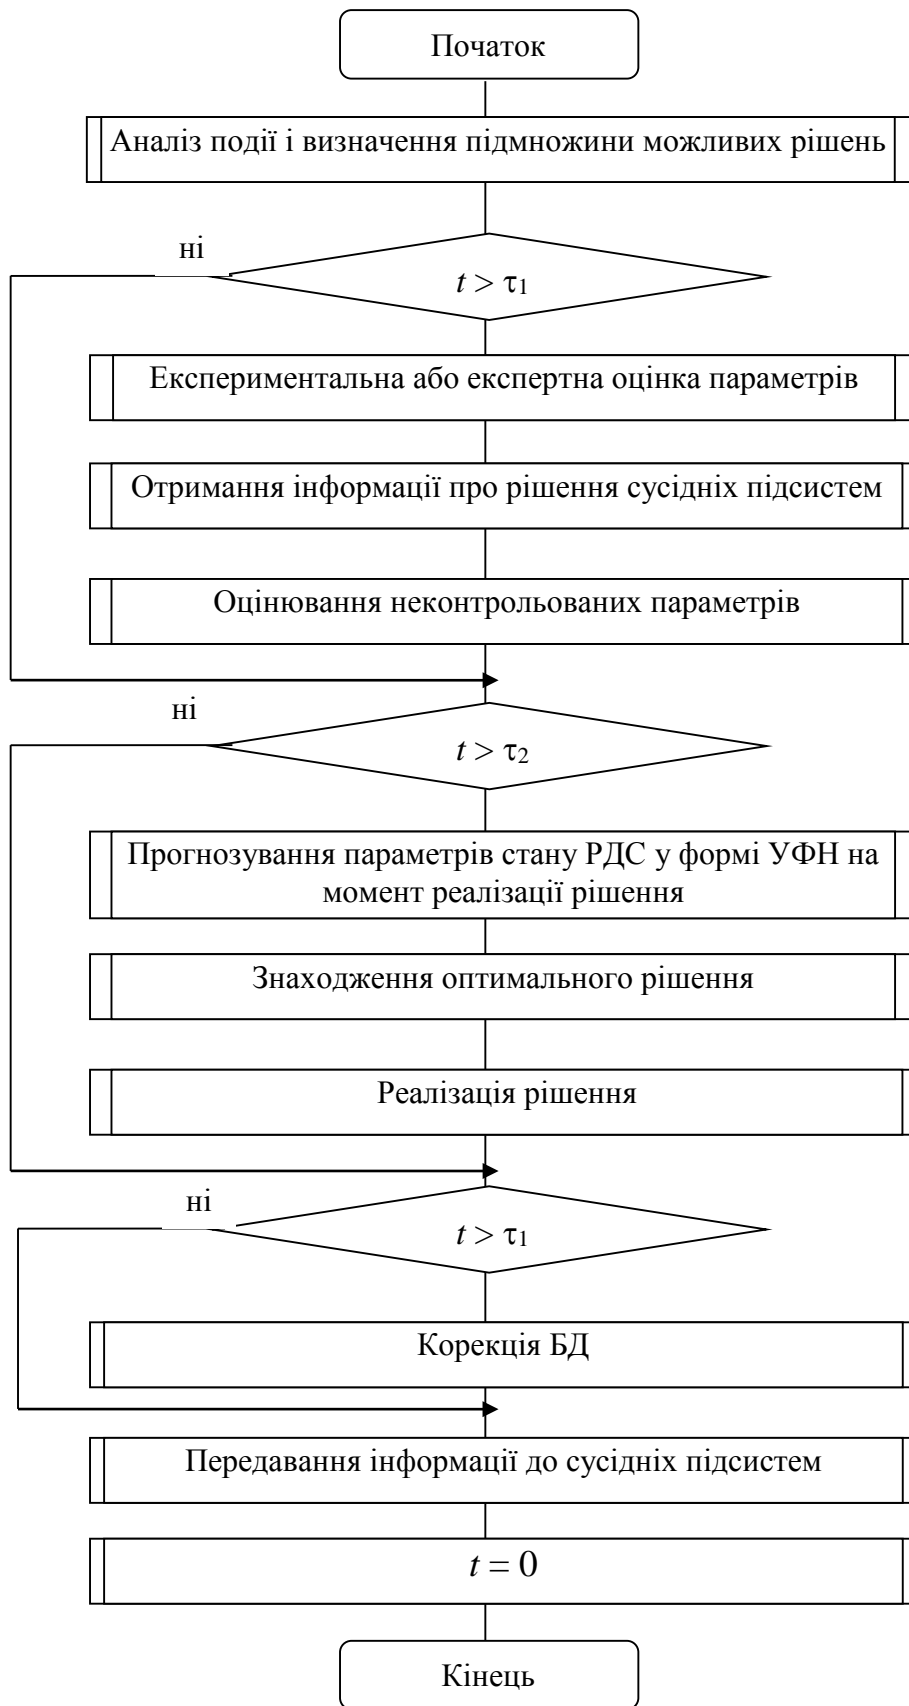 Початок
Аналіз події і визначення підмножини можливих рішень
ні
t > τ₁
Експериментальна або експертна оцінка параметрів
Отримання інформації про рішення сусідніх підсистем
Оцінювання неконтрольованих параметрів
ні
t > τ₂
Прогнозування параметрів стану РДС у формі УФН на
момент реалізації рішення
Знаходження оптимального рішення
Реалізація рішення
ні
t > τ₁
Корекція БД
Передавання інформації до сусідніх підсистем
t = 0
Кінець